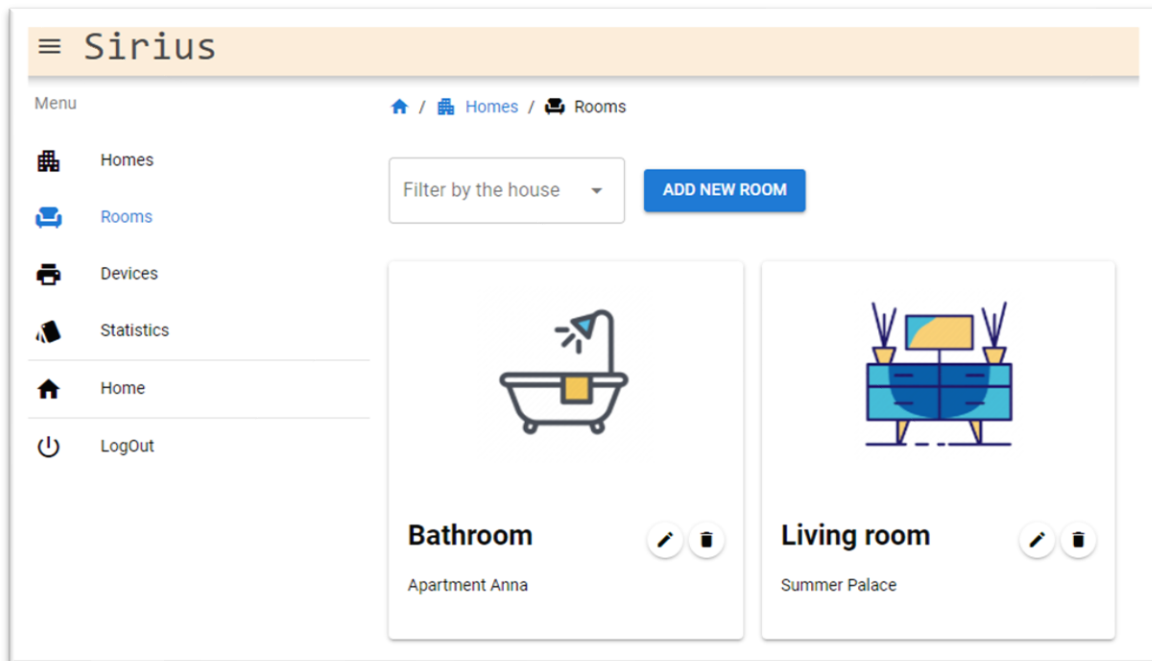 Sirius
Menu
Homes
Rooms
Devices
Statistics
Home
LogOut
/ Homes / Rooms
Filter by the house
ADD NEW ROOM
Bathroom
Apartment Anna
Living room
Summer Palace